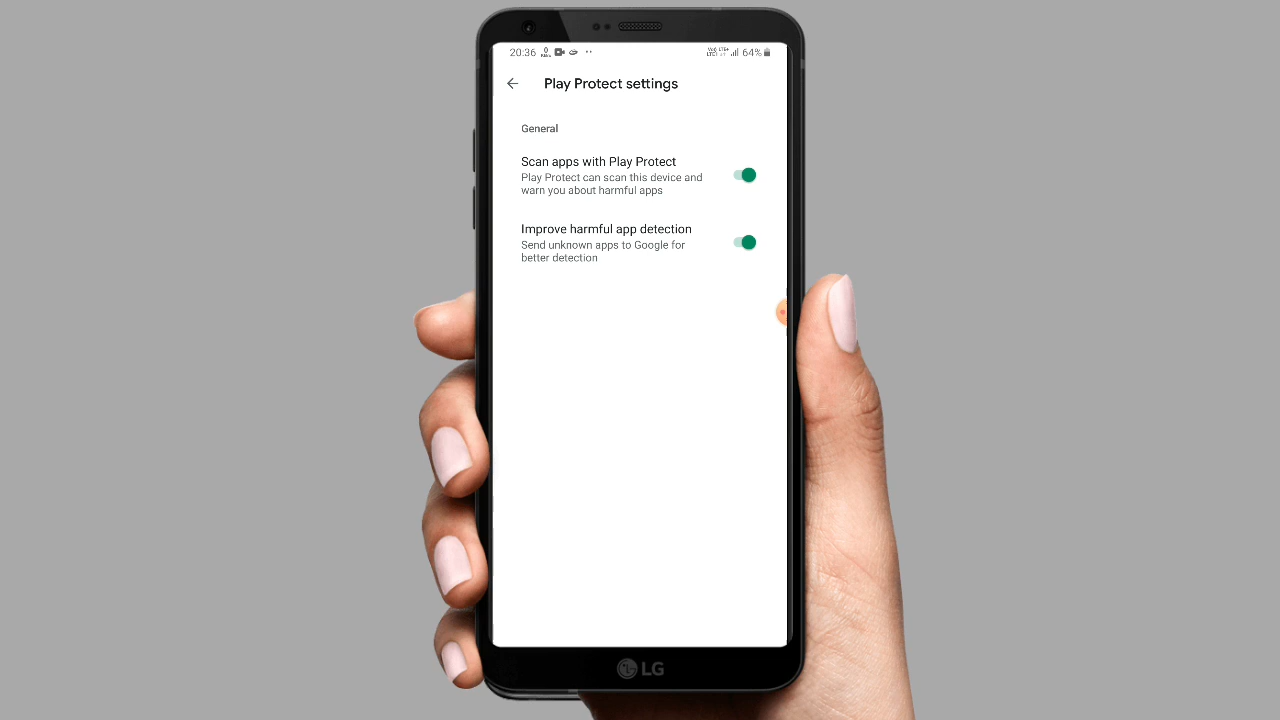 20:36
64%
Play Protect settings
General
Scan apps with Play Protect
Play Protect can scan this device and
warn you about harmful apps
Improve harmful app detection
Send unknown apps to Google for
better detection
LG